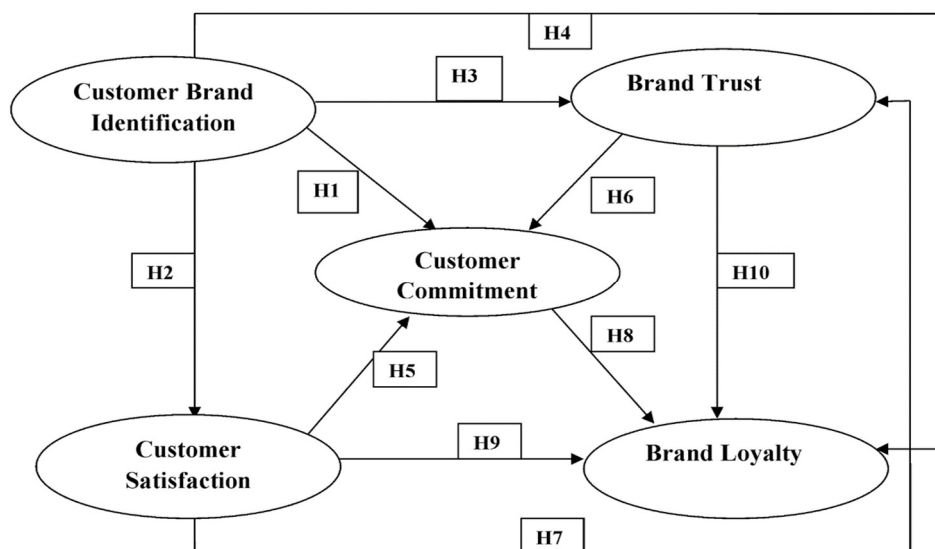 H4
H3
Customer Brand
Identification
Brand Trust
H1
H6
H2
Customer
Commitment
H10
H8
H5
Customer
Satisfaction
H9
Brand Loyalty
H7